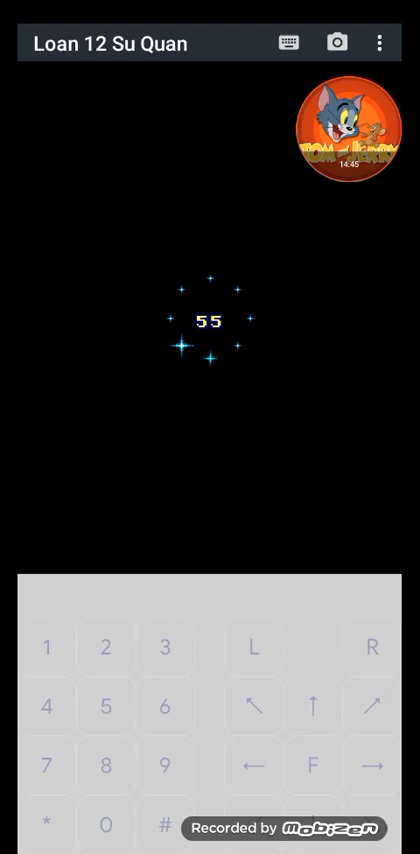 Loan 12 Su Quan
TOM and JERRY
14:45
55
1 2 3 L R
4 5 6 ↖ ↑ ↗
7 8 9 ← F →
* 0 #
Recorded by mobizen